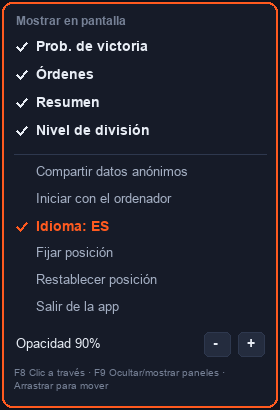 Mostrar en pantalla
Prob. de victoria
Órdenes
Resumen
Nivel de división
Compartir datos anónimos
Iniciar con el ordenador
Idioma: ES
Fijar posición
Restablecer posición
Salir de la app
Opacidad 90% - +
F8 Clic a través · F9 Ocultar/mostrar paneles ·
Arrastrar para mover